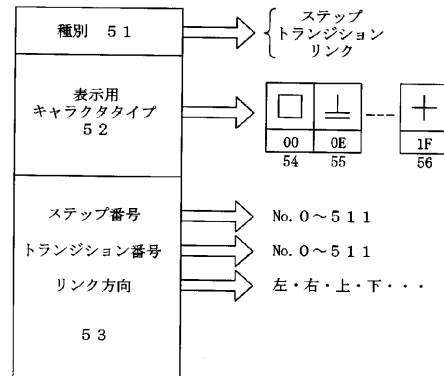 種別 51
ステップ
トランジション
リンク
表示用
キャラクタタイプ
52
00 0E 1F
54 55 56
ステップ番号
No. 0～511
トランジション番号
No. 0～511
リンク方向
左・右・上・下・・・
53